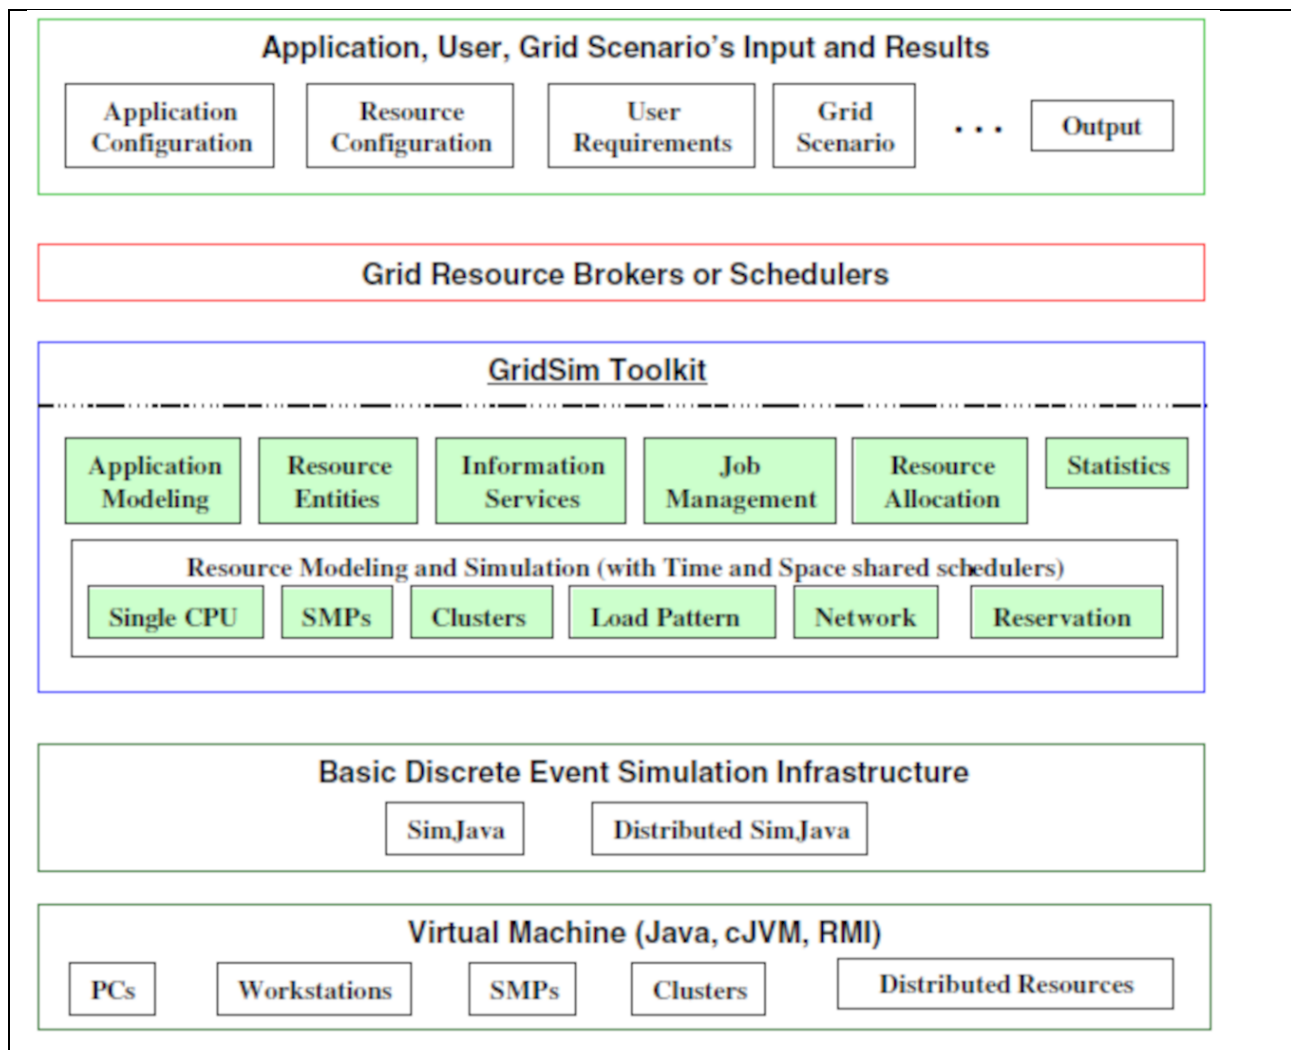 Application, User, Grid Scenario's Input and Results
Application
Configuration
Resource
Configuration
User
Requirements
Grid
Scenario
. . .
Output
Grid Resource Brokers or Schedulers
GridSim Toolkit
Application
Modeling
Resource
Entities
Information
Services
Job
Management
Resource
Allocation
Statistics
Resource Modeling and Simulation (with Time and Space shared schedulers)
Single CPU
SMPs
Clusters
Load Pattern
Network
Reservation
Basic Discrete Event Simulation Infrastructure
SimJava
Distributed SimJava
Virtual Machine (Java, cJVM, RMI)
PCs
Workstations
SMPs
Clusters
Distributed Resources